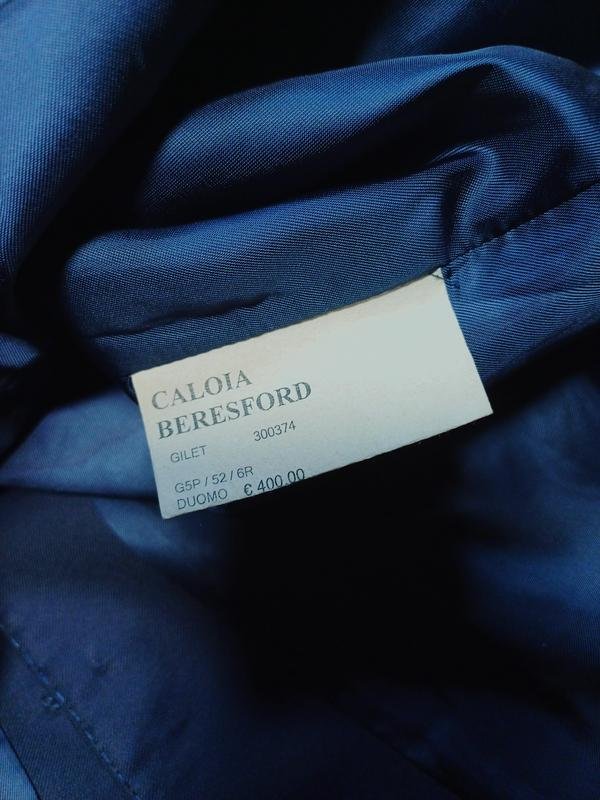 CALOIA
BERESFORD
GILET 300374
G5P / 52 / 6R
DUOMO € 400,00